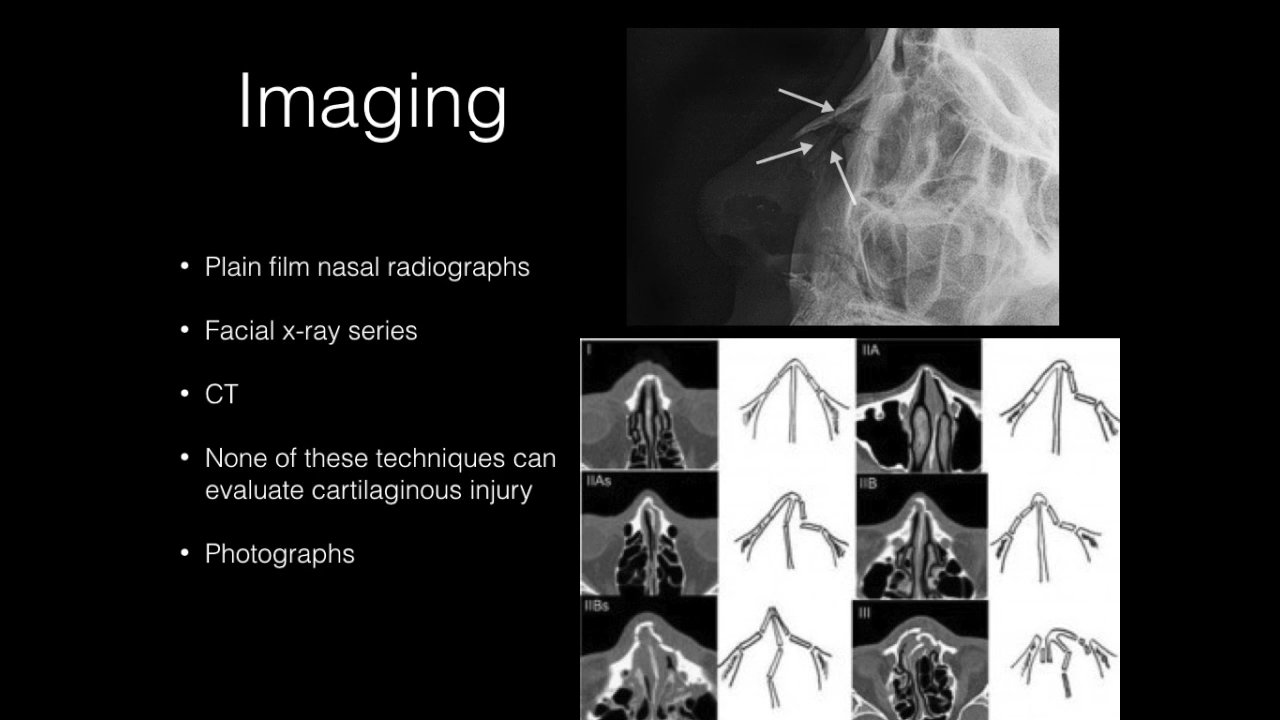 Imaging
• Plain film nasal radiographs
• Facial x-ray series
• CT
• None of these techniques can
evaluate cartilaginous injury
• Photographs
I
IIA
IIAs
IIB
IIBs
III